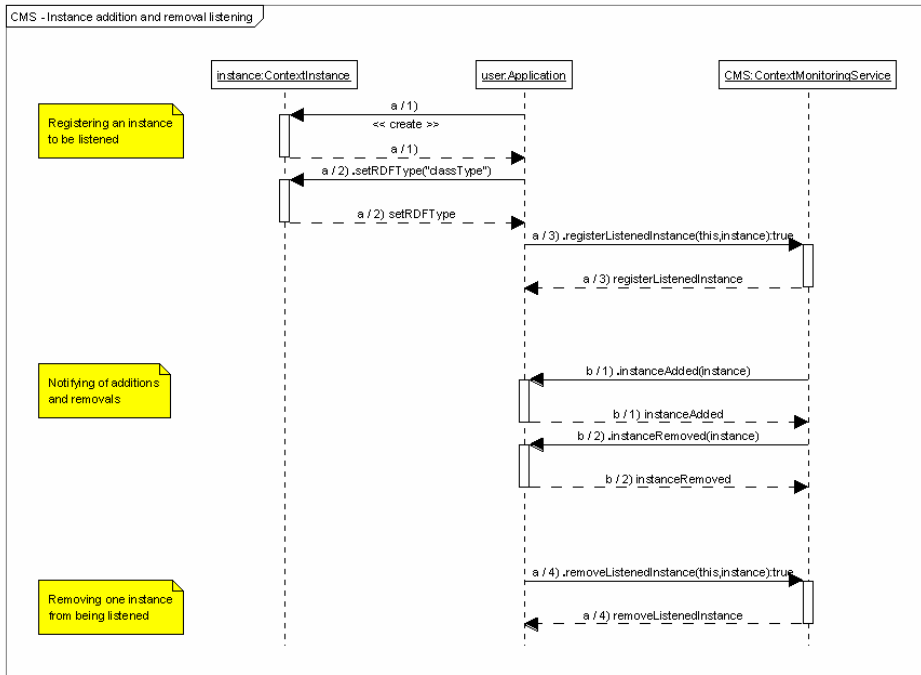 CMS - Instance addition and removal listening
instance:ContextInstance
user:Application
CMS:ContextMonitoringService
Registering an instance
to be listened
a / 1)
<< create >>
a / 1)
a / 2) .setRDFType("classType")
a / 2) setRDFType
a / 3) .registerListenedInstance(this,instance):true
a / 3) registerListenedInstance
Notifying of additions
and removals
b / 1) .instanceAdded(instance)
b / 1) instanceAdded
b / 2) .instanceRemoved(instance)
b / 2) instanceRemoved
Removing one instance
from being listened
a / 4) .removeListenedInstance(this,instance):true
a / 4) removeListenedInstance